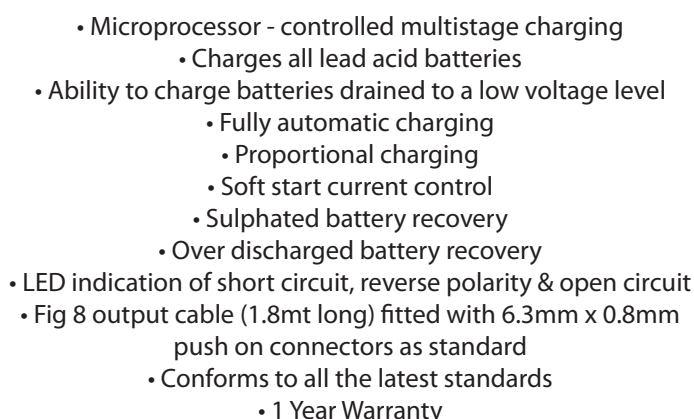 • Microprocessor - controlled multistage charging
• Charges all lead acid batteries
• Ability to charge batteries drained to a low voltage level
• Fully automatic charging
• Proportional charging
• Soft start current control
• Sulphated battery recovery
• Over discharged battery recovery
• LED indication of short circuit, reverse polarity & open circuit
• Fig 8 output cable (1.8mt long) fitted with 6.3mm x 0.8mm
push on connectors as standard
• Conforms to all the latest standards
• 1 Year Warranty